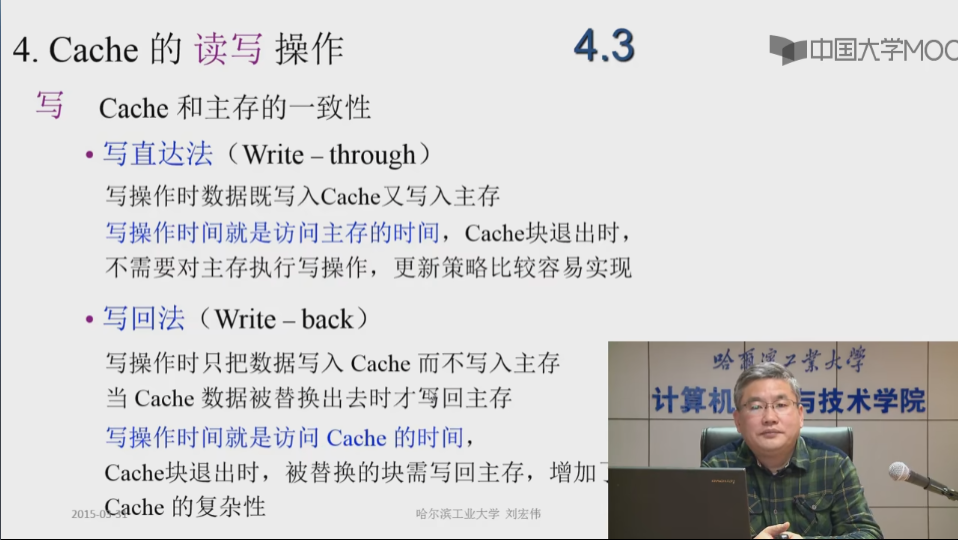 4. Cache 的 读写 操作
4.3
中国大学MOO
写 Cache 和主存的一致性
• 写直达法（Write – through）
写操作时数据既写入Cache又写入主存
写操作时间就是访问主存的时间，Cache块退出时，
不需要对主存执行写操作，更新策略比较容易实现
• 写回法（Write – back）
写操作时只把数据写入 Cache 而不写入主存
当 Cache 数据被替换出去时才写回主存
写操作时间就是访问 Cache 的时间，
Cache块退出时，被替换的块需写回主存，增加了
Cache 的复杂性
哈尔滨工业大学 刘宏伟
哈尔滨工业大学
计算机 与技术学院